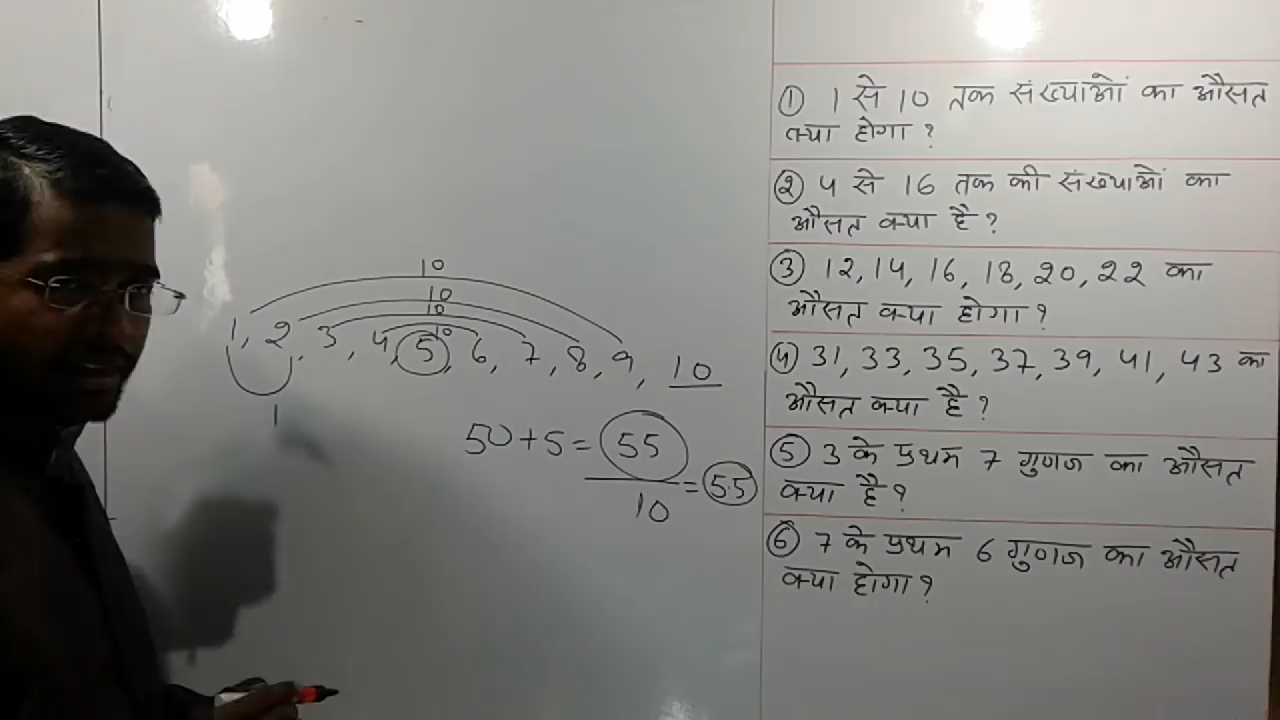 10
10
10
10
1, 2, 3, 4, 5, 6, 7, 8, 9, 10
1
50+5= 55
10
= 5.5
① 1 से 10 तक संख्याओं का औसत
क्या होगा ?
② 4 से 16 तक की संख्याओं का
औसत क्या है ?
③ 12, 14, 16, 18, 20, 22 का
औसत क्या होगा ?
④ 31, 33, 35, 37, 39, 41, 43 का
औसत क्या है ?
⑤ 3 के प्रथम 7 गुणज का औसत
क्या है ?
⑥ 7 के प्रथम 6 गुणज का औसत
क्या होगा ?